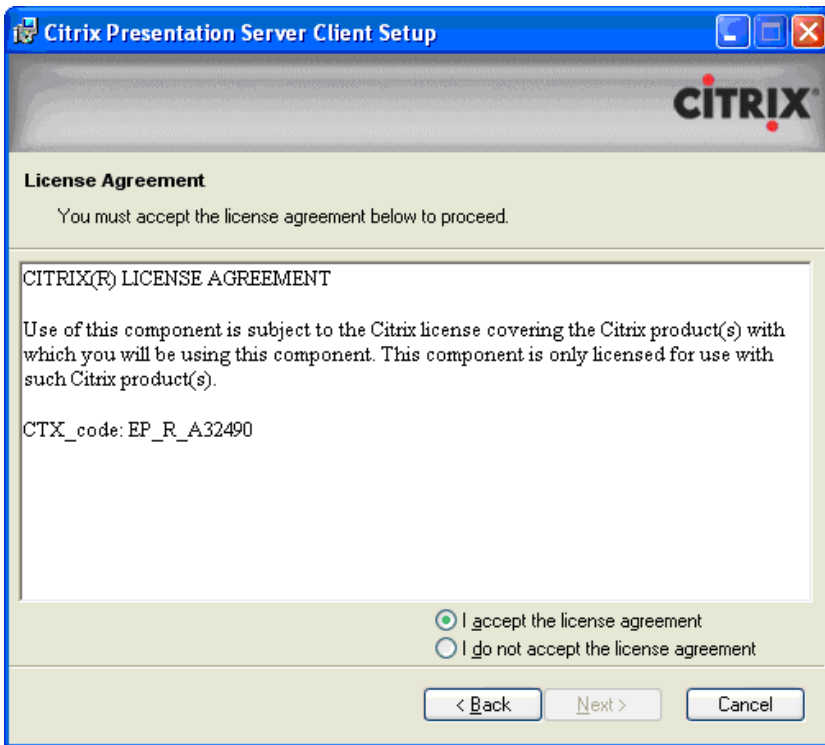 Citrix Presentation Server Client Setup
CITRIX®
License Agreement
You must accept the license agreement below to proceed.
CITRIX(R) LICENSE AGREEMENT
Use of this component is subject to the Citrix license covering the Citrix product(s) with
which you will be using this component. This component is only licensed for use with
such Citrix product(s).
CTX_code: EP_R_A32490
I accept the license agreement
I do not accept the license agreement
< Back
Next >
Cancel